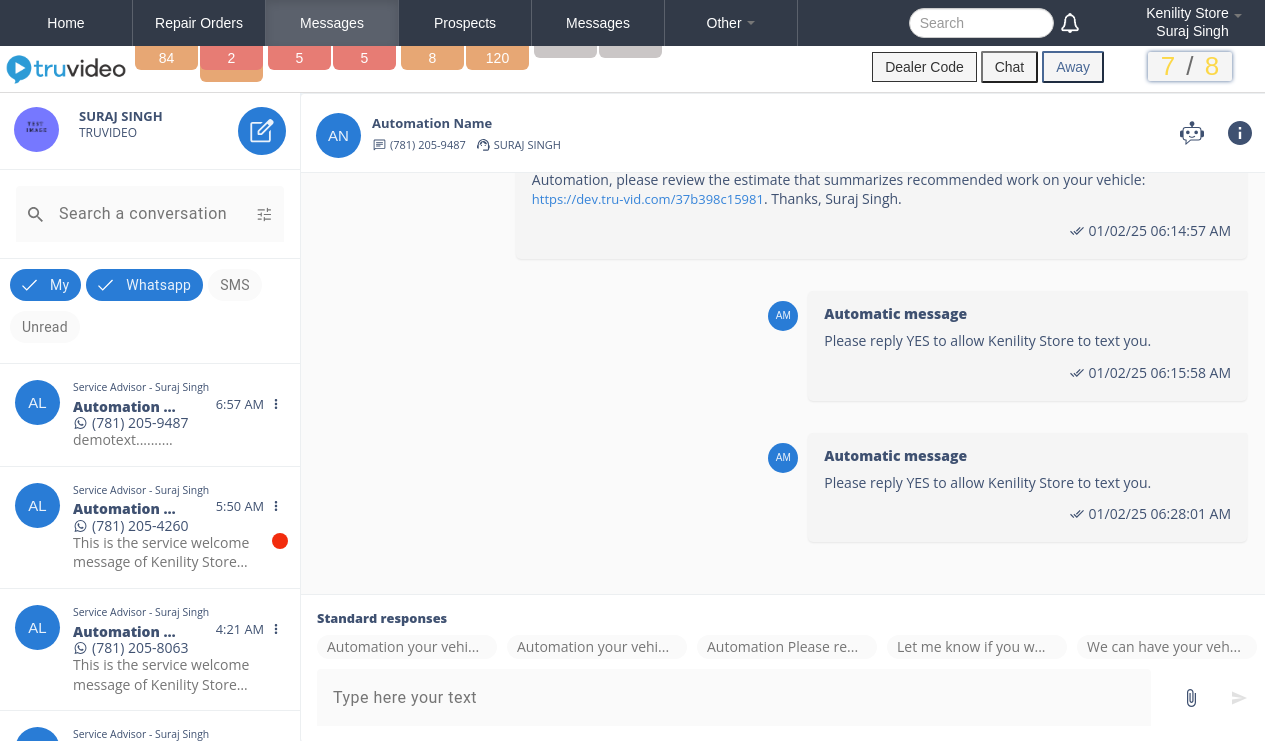 Home
Repair Orders
Messages
Prospects
Messages
Other
Search
Kenility Store
Suraj Singh
truvideo
84
2
5
5
8
120
Dealer Code
Chat
Away
7 / 8
SURAJ SINGH
TRUVIDEO
Search a conversation
My
Whatsapp
SMS
Unread
Service Advisor - Suraj Singh
Automation ...
6:57 AM
(781) 205-9487
demotext..........
Service Advisor - Suraj Singh
Automation ...
5:50 AM
(781) 205-4260
This is the service welcome
message of Kenility Store...
Service Advisor - Suraj Singh
Automation ...
4:21 AM
(781) 205-8063
This is the service welcome
message of Kenility Store...
Service Advisor - Suraj Singh
AL
AL
AL
AN
Automation Name
(781) 205-9487
SURAJ SINGH
Automation, please review the estimate that summarizes recommended work on your vehicle:
https://dev.tru-vid.com/37b398c15981. Thanks, Suraj Singh.
01/02/25 06:14:57 AM
AM
Automatic message
Please reply YES to allow Kenility Store to text you.
01/02/25 06:15:58 AM
AM
Automatic message
Please reply YES to allow Kenility Store to text you.
01/02/25 06:28:01 AM
Standard responses
Automation your vehi...
Automation your vehi...
Automation Please re...
Let me know if you w...
We can have your veh...
Type here your text